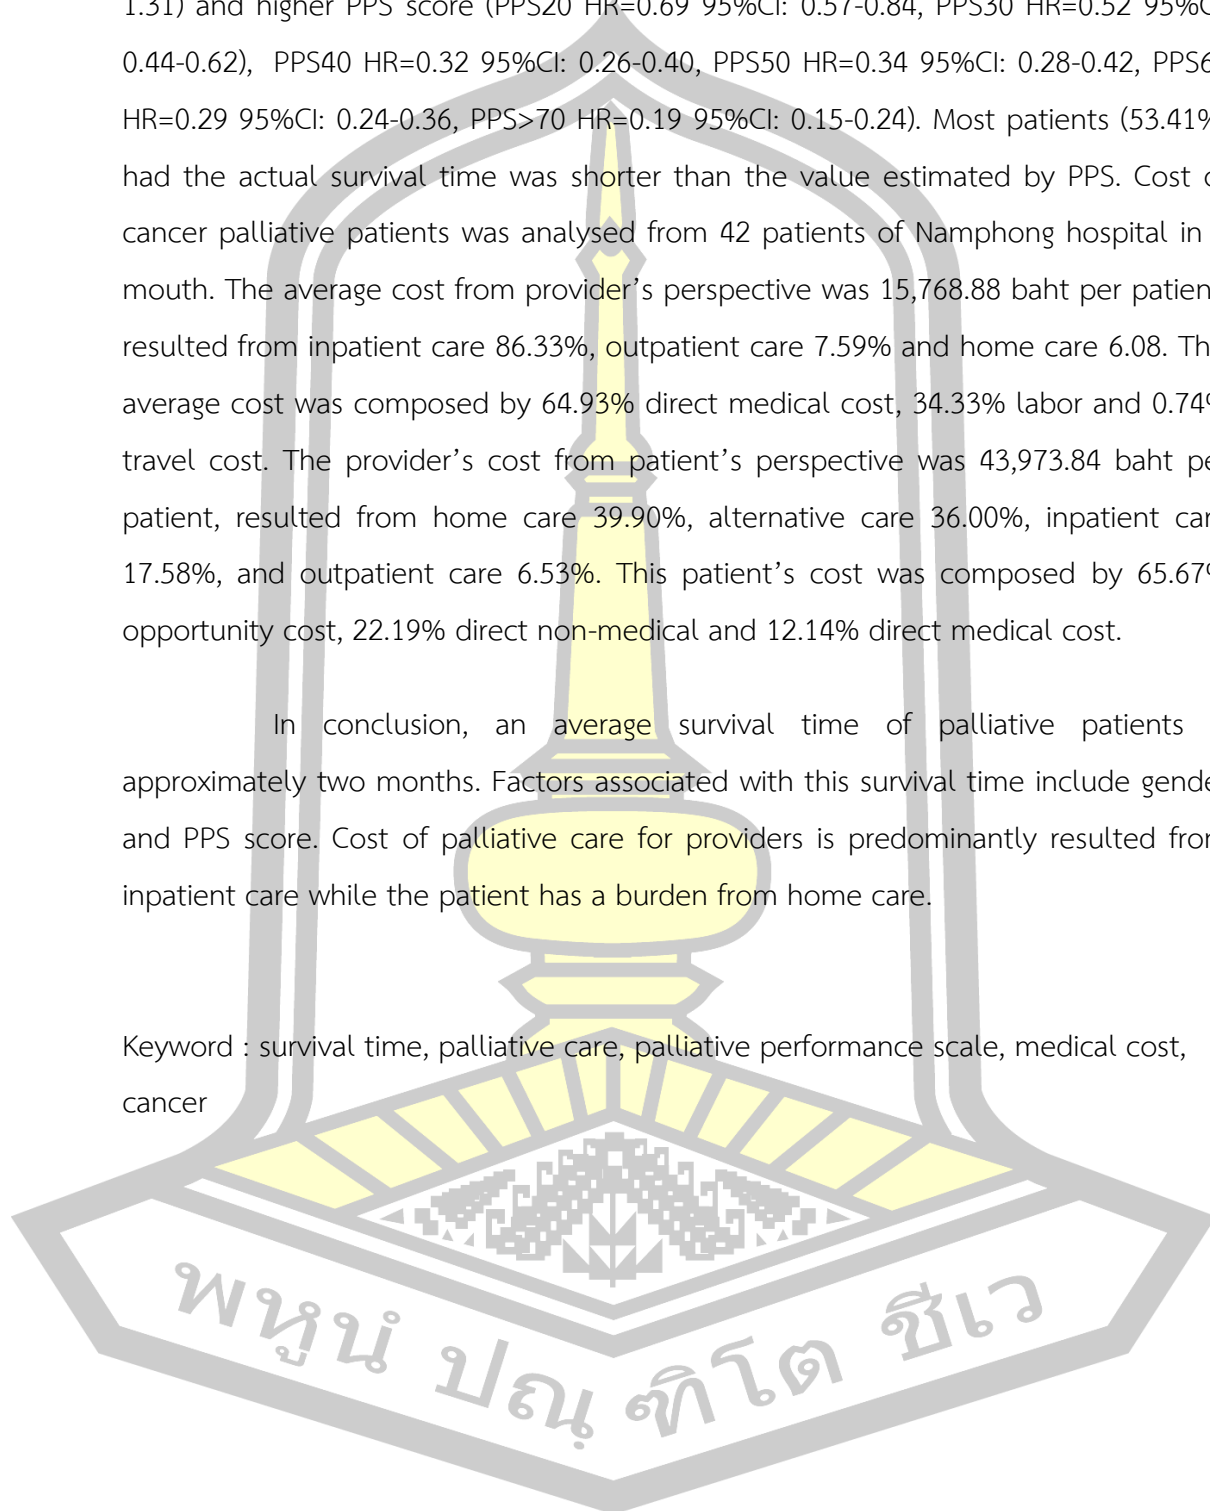 1.31) and higher PPS score (PPS20 HR=0.69 95%CI: 0.57-0.84, PPS30 HR=0.52 95%
0.44-0.62), PPS40 HR=0.32 95%CI: 0.26-0.40, PPS50 HR=0.34 95%CI: 0.28-0.42, PPS6
HR=0.29 95%CI: 0.24-0.36, PPS>70 HR=0.19 95%CI: 0.15-0.24). Most patients (53.41%
had the actual survival time was shorter than the value estimated by PPS. Cost
cancer palliative patients was analysed from 42 patients of Namphong hospital in
mouth. The average cost from provider's perspective was 15,768.88 baht per patien
resulted from inpatient care 86.33%, outpatient care 7.59% and home care 6.08. Th
average cost was composed by 64.93% direct medical cost, 34.33% labor and 0.74%
travel cost. The provider's cost from patient's perspective was 43,973.84 baht pe
patient, resulted from home care 39.90%, alternative care 36.00%, inpatient car
17.58%, and outpatient care 6.53%. This patient's cost was composed by 65.67%
opportunity cost, 22.19% direct non-medical and 12.14% direct medical cost.
In conclusion, an average survival time of palliative patients
approximately two months. Factors associated with this survival time include gende
and PPS score. Cost of palliative care for providers is predominantly resulted from
inpatient care while the patient has a burden from home care.
Keyword : survival time, palliative care, palliative performance scale, medical cost,
cancer
พหูนํ ปณฺฑิโต ชีเว